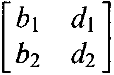 b₁ d₁
b₂ d₂